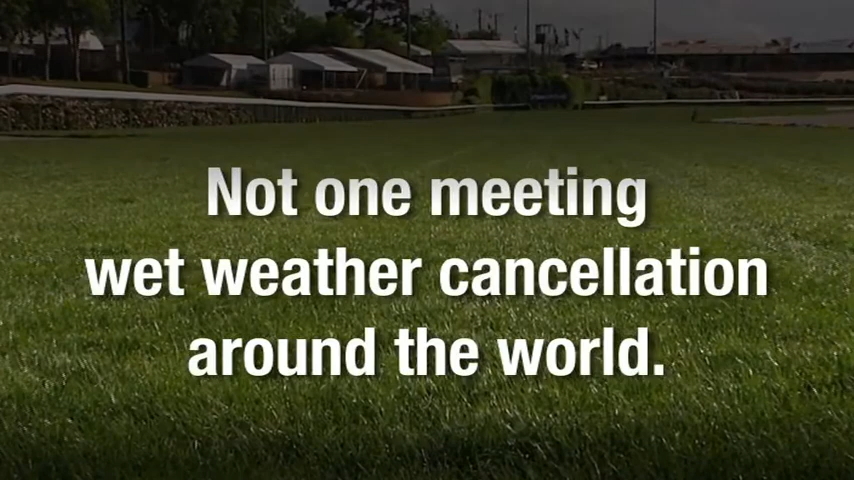 Not one meeting
wet weather cancellation
around the world.